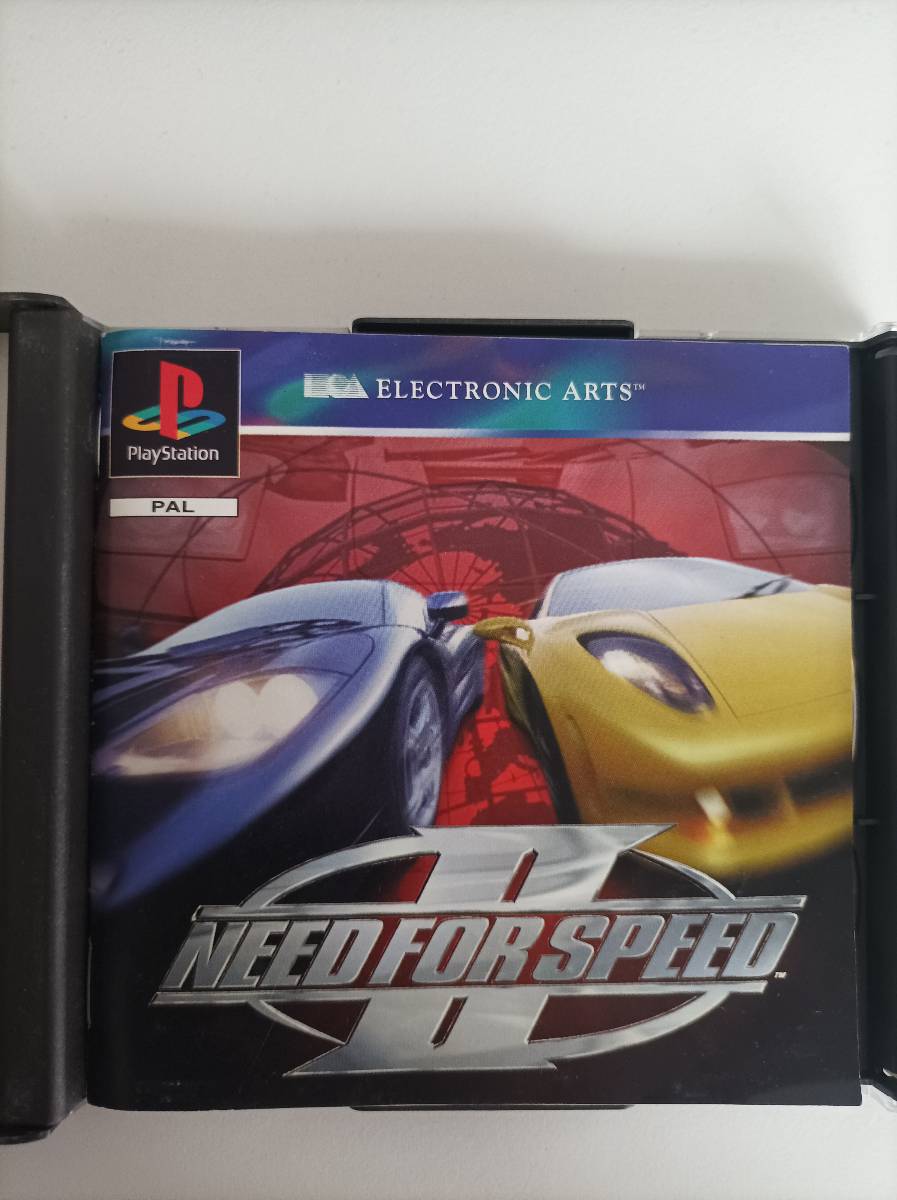 ELECTRONIC ARTS™
PlayStation
PAL
II
NEED FOR SPEED™